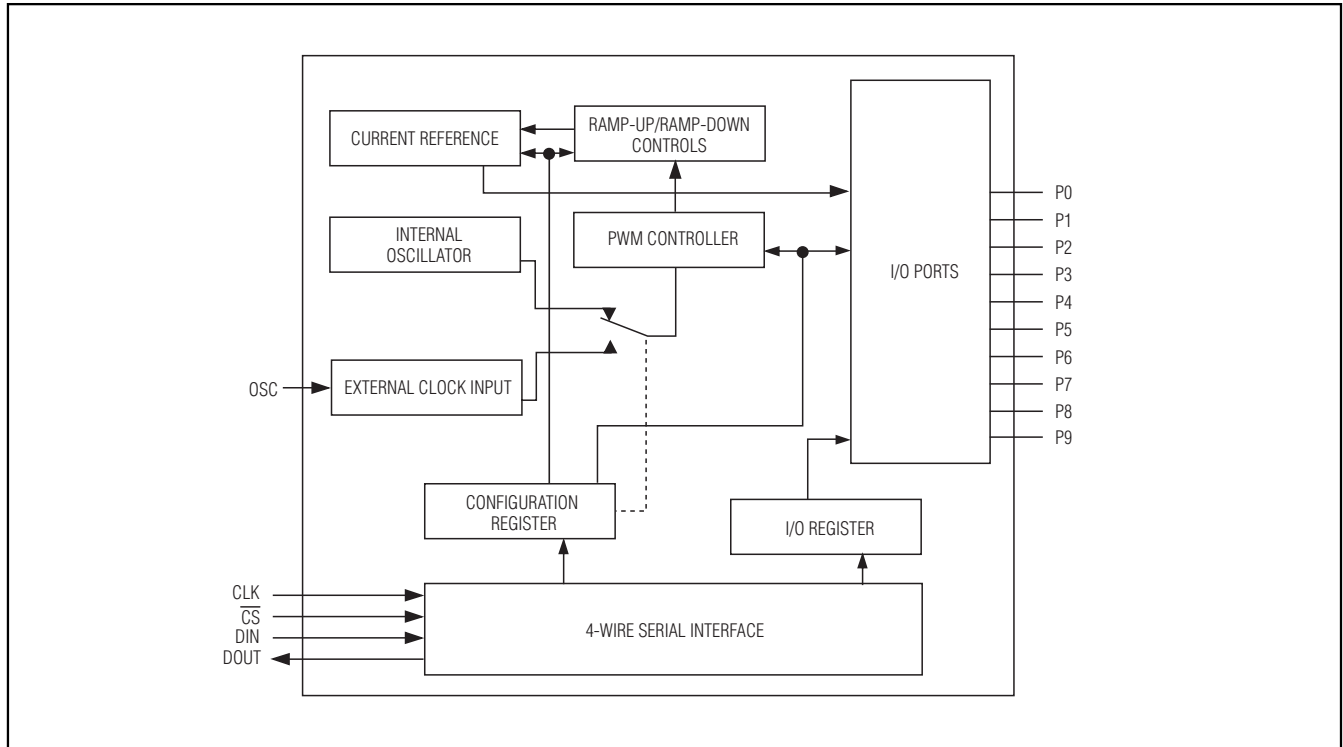 CURRENT REFERENCE
RAMP-UP/RAMP-DOWN
CONTROLS
INTERNAL
OSCILLATOR
PWM CONTROLLER
I/O PORTS
P0
P1
P2
P3
P4
P5
P6
P7
P8
P9
OSC
EXTERNAL CLOCK INPUT
CONFIGURATION
REGISTER
I/O REGISTER
CLK
C̅S̅
DIN
DOUT
4-WIRE SERIAL INTERFACE